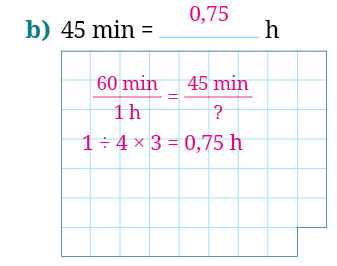 b) 45 min = 0,75 h
60 min / 1 h = 45 min / ?
1 ÷ 4 × 3 = 0,75 h